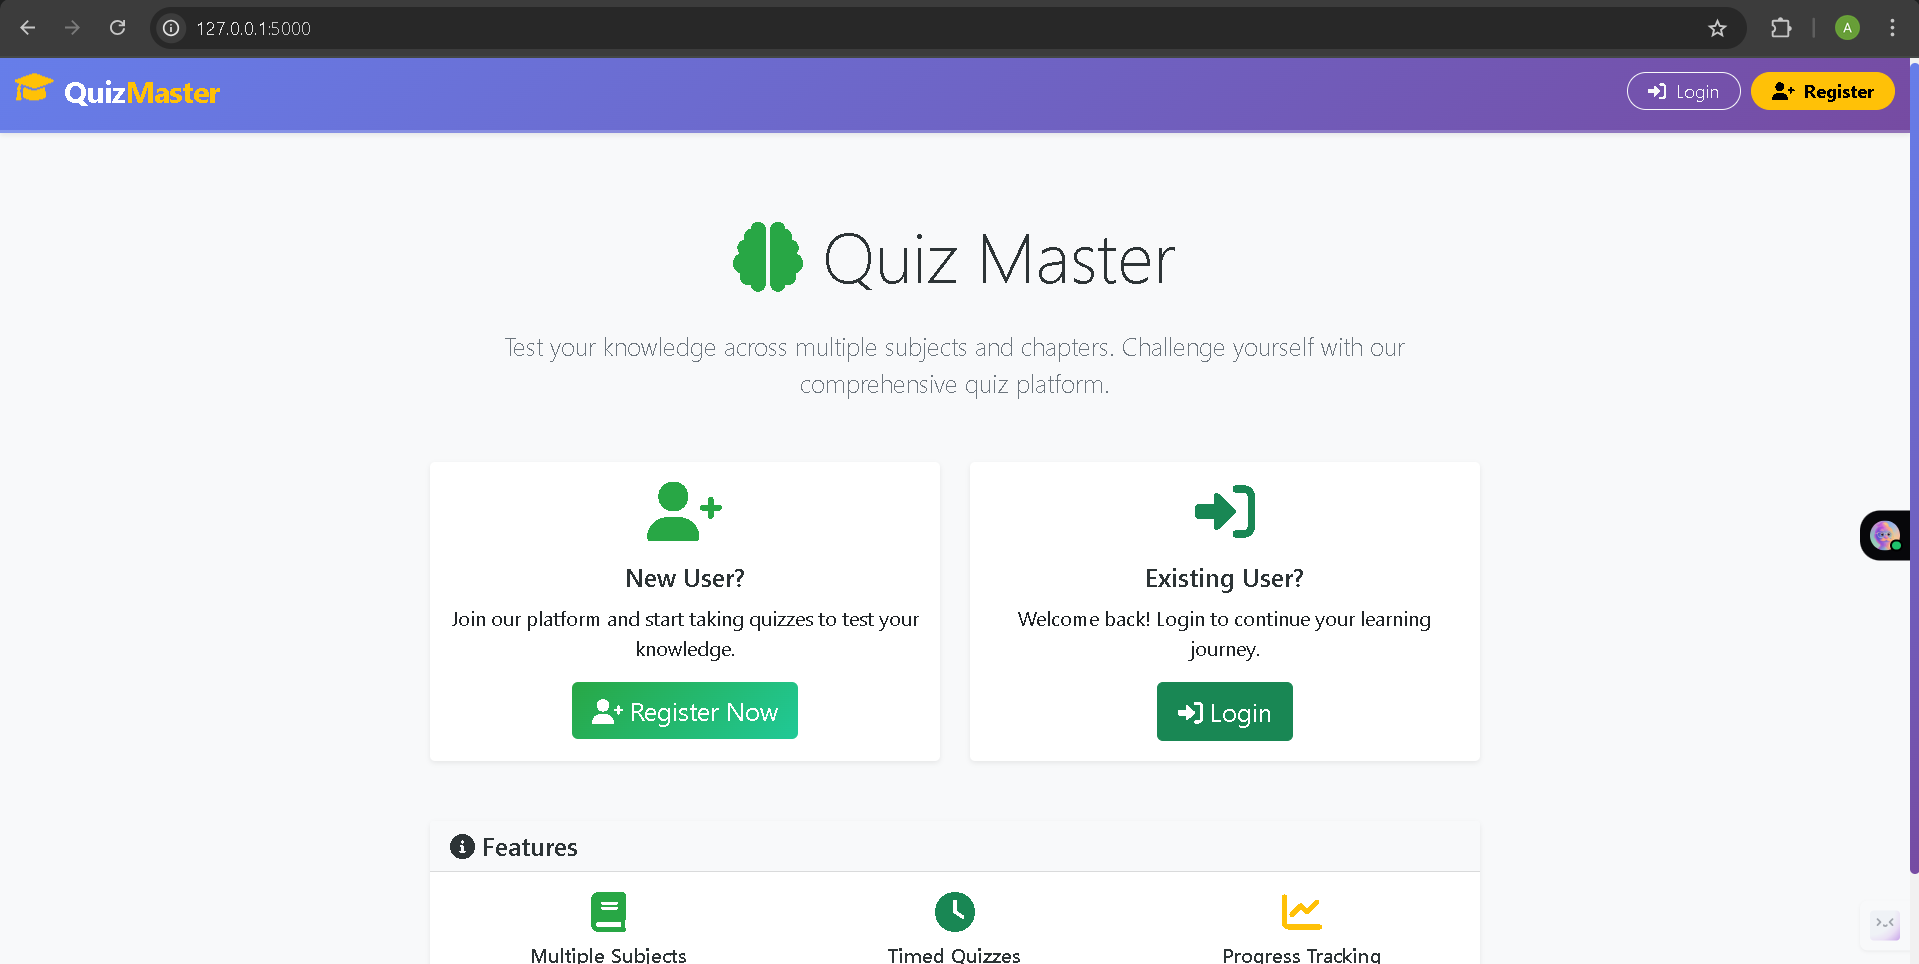 127.0.0.1:5000
A
QuizMaster
Login
Register
Quiz Master
Test your knowledge across multiple subjects and chapters. Challenge yourself with our
comprehensive quiz platform.
New User?
Join our platform and start taking quizzes to test your
knowledge.
Register Now
Existing User?
Welcome back! Login to continue your learning
journey.
Login
Features
Multiple Subjects
Timed Quizzes
Progress Tracking